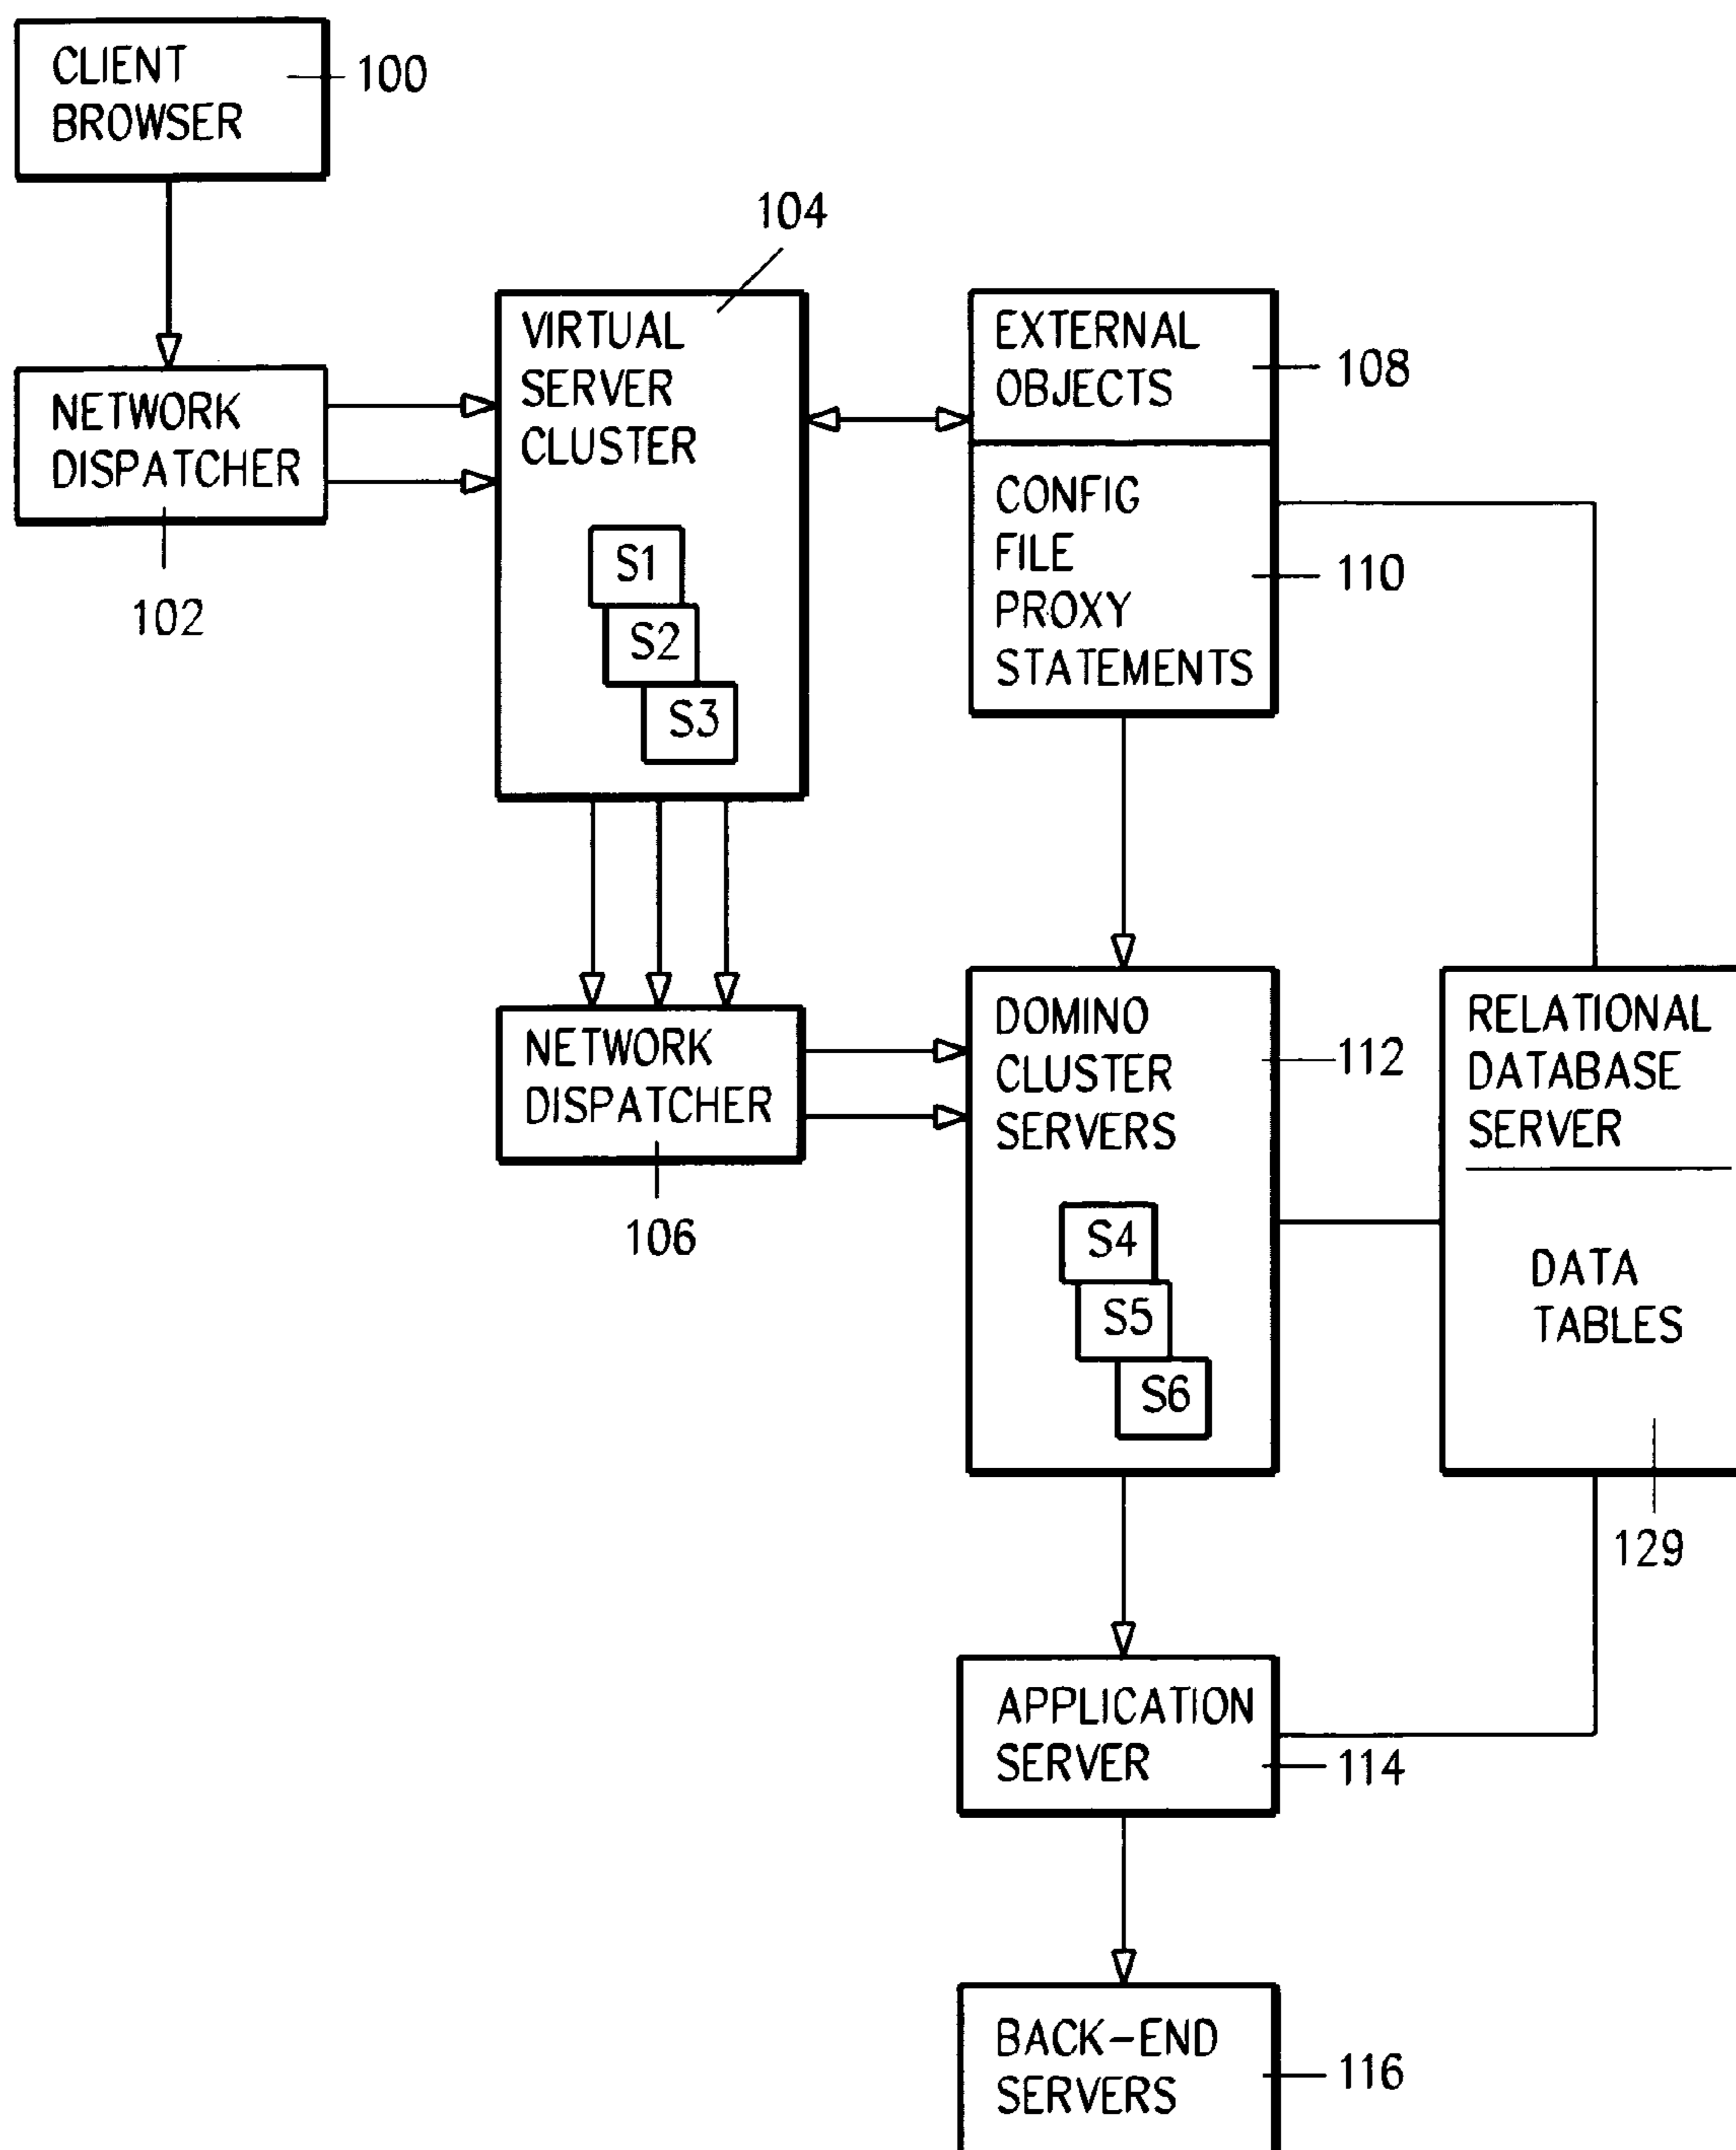 CLIENT
BROWSER
100
104
NETWORK
DISPATCHER
102
VIRTUAL
SERVER
CLUSTER
S1
S2
S3
EXTERNAL
OBJECTS
108
CONFIG
FILE
PROXY
STATEMENTS
110
NETWORK
DISPATCHER
106
DOMINO
CLUSTER
SERVERS
112
S4
S5
S6
RELATIONAL
DATABASE
SERVER
DATA
TABLES
129
APPLICATION
SERVER
114
BACK-END
SERVERS
116